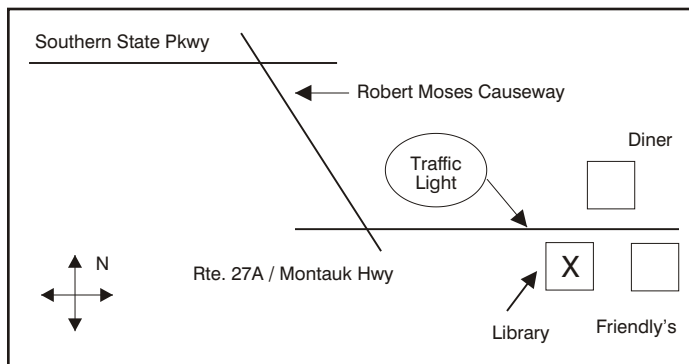 Southern State Pkwy
Robert Moses Causeway
Diner
Traffic
Light
N
Rte. 27A / Montauk Hwy
X
Library
Friendly's